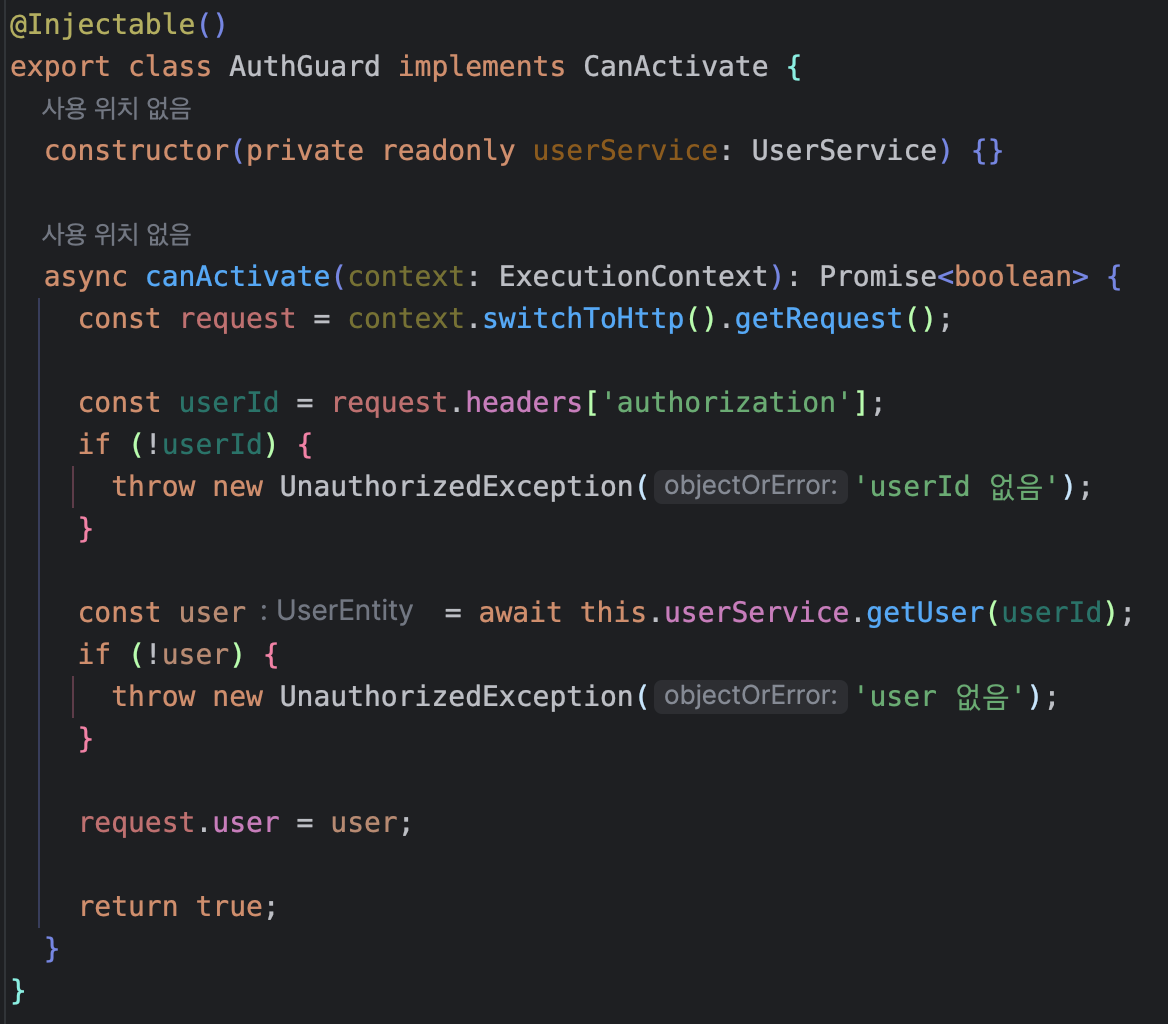 @Injectable()
export class AuthGuard implements CanActivate {
사용 위치 없음
constructor(private readonly userService: UserService) {}
사용 위치 없음
async canActivate(context: ExecutionContext): Promise<boolean> {
const request = context.switchToHttp().getRequest();
const userId = request.headers['authorization'];
if (!userId) {
throw new UnauthorizedException( objectOrError: 'userId 없음');
}
const user : UserEntity = await this.userService.getUser(userId);
if (!user) {
throw new UnauthorizedException( objectOrError: 'user 없음');
}
request.user = user;
return true;
}
}